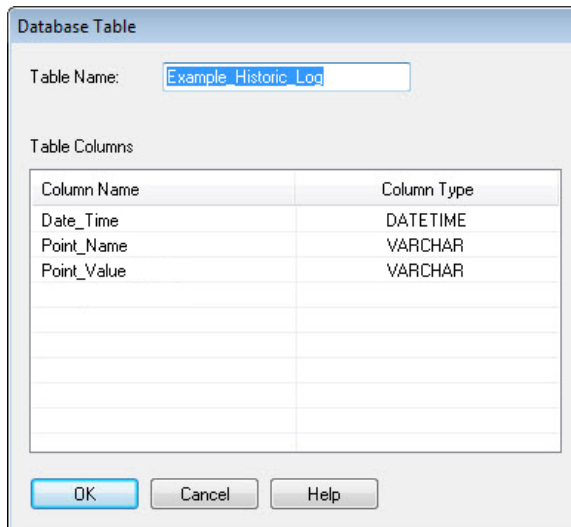 Database Table
Table Name: Example_Historic_Log
Table Columns
Column Name Column Type
Date_Time DATETIME
Point_Name VARCHAR
Point_Value VARCHAR
OK Cancel Help